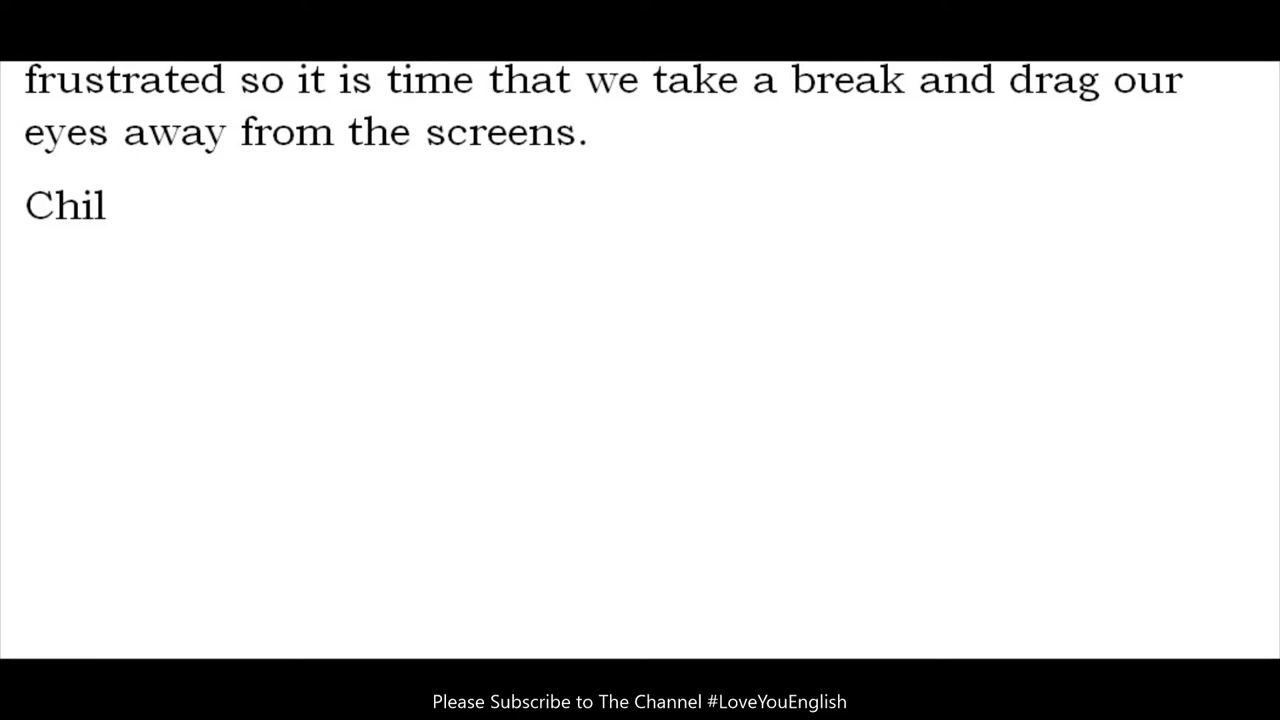 frustrated so it is time that we take a break and drag our
eyes away from the screens.
Chil
Please Subscribe to The Channel #LoveYouEnglish